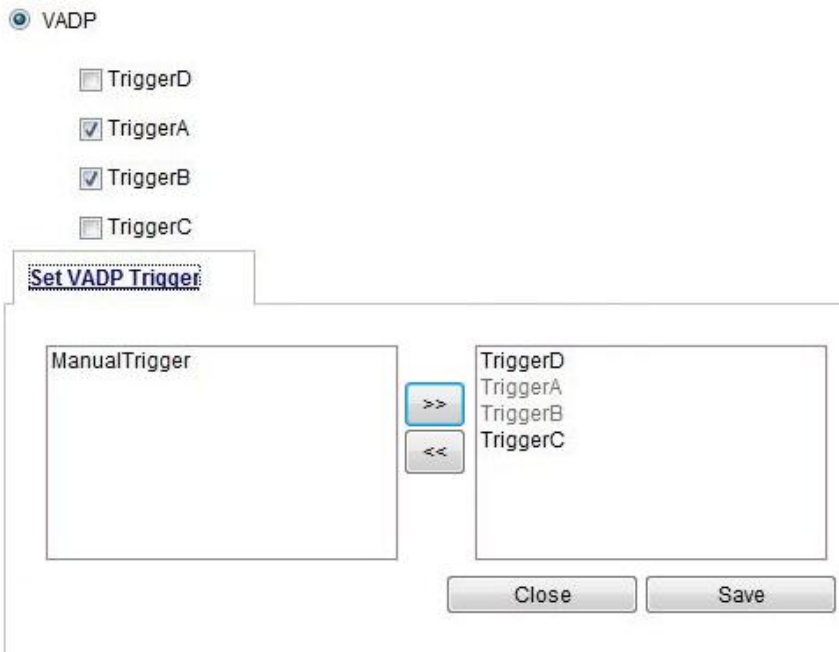 VADP
TriggerD
TriggerA
TriggerB
TriggerC
Set VADP Trigger
ManualTrigger
>>
<<
TriggerD
TriggerA
TriggerB
TriggerC
Close
Save